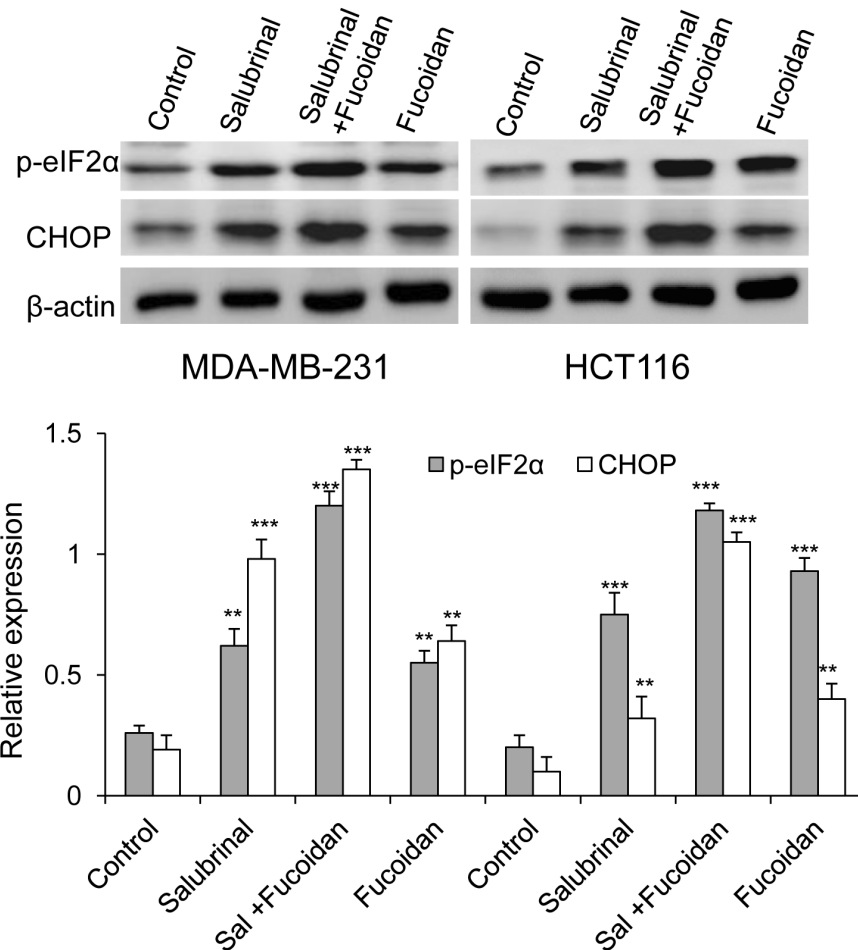 Control
Salubrinal
Salubrinal
+Fucoidan
Fucoidan
Control
Salubrinal
Salubrinal
+Fucoidan
Fucoidan
p-eIF2α
CHOP
β-actin
MDA-MB-231
HCT116
Relative expression
1.5
1
0.5
0
p-eIF2α
CHOP
**
***
***
***
**
**
***
**
***
***
***
**
Control
Salubrinal
Sal +Fucoidan
Fucoidan
Control
Salubrinal
Sal +Fucoidan
Fucoidan